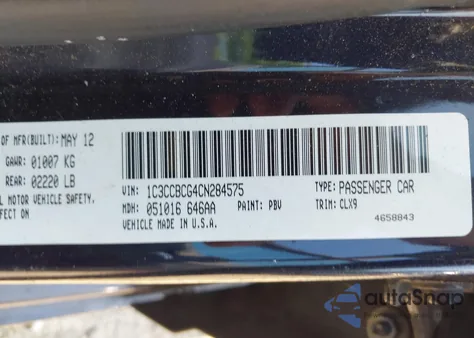 OF MFR(BUILT): MAY 12
GAWR: 01007 KG
REAR: 02220 LB
L MOTOR VEHICLE SAFETY,
FECT ON
VIN: 1C3CCBCG4CN284575 TYPE: PASSENGER CAR
MDH: 051016 646AA PAINT: PBV TRIM: CLX9
VEHICLE MADE IN U.S.A. 4658843
autoSnap